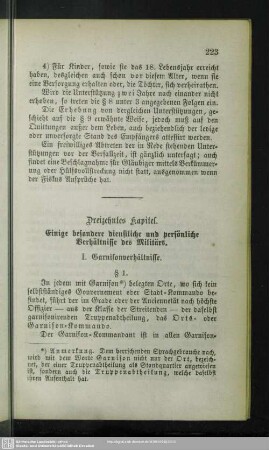 223
4) Für Kinder, sowie sie das 18. Lebensjahr erreicht
haben, desgleichen auch schon vor diesem Alter, wenn sie
eine Versorgung erhalten oder, die Töchter, sich verheirathen.
Wird die Unterstützung zwei Jahre nach einander nicht
erhoben, so treten die § 8 unter 3 angegebenen Folgen ein.
Die Erhebung von dergleichen Unterstützungen, ge-
schieht auf die § 9 erwähnte Weise, jedoch muß auf den
Quittungen außer dem Leben, auch beziehendlich der ledige
oder unversorgte Stand des Empfängers attestirt werden.
Ein freiwilliges Abtreten der in Rede stehenden Unter-
stützungen vor der Verfallzeit, ist gänzlich untersagt; auch
findet eine Beschlagnahme für Gläubiger mittels Verkümme-
rung oder Hülfsvollstreckung nicht statt, ausgenommen wenn
der Fiskus Ansprüche hat.
Dreizehntes Kapitel.
Einige besondere dienstliche und persönliche
Verhältnisse des Militärs.
I. Garnisonverhältnisse.
§ 1.
In jedem mit Garnison*) belegten Orte, wo sich kein
selbstständiges Gouvernement oder Stadt-Kommando be-
findet, führt der im Grade oder der Anciennetät nach höchste
Offizier — aus der Klasse der Streitenden — der daselbst
garnisonirenden Truppenabtheilung, das Orts- oder
Garnison-Kommando.
Der Garnison-Kommandant ist in allen Garnison-
*) Anmerkung. Dem herrschenden Sprachgebrauche nach,
wird mit dem Worte Garnison nicht nur der Ort, bezeich-
net, der einer Truppenabtheilung als Standquartier angewiesen
ist, sondern auch die Truppenabtheilung, welche daselbst
ihren Aufenthalt hat.